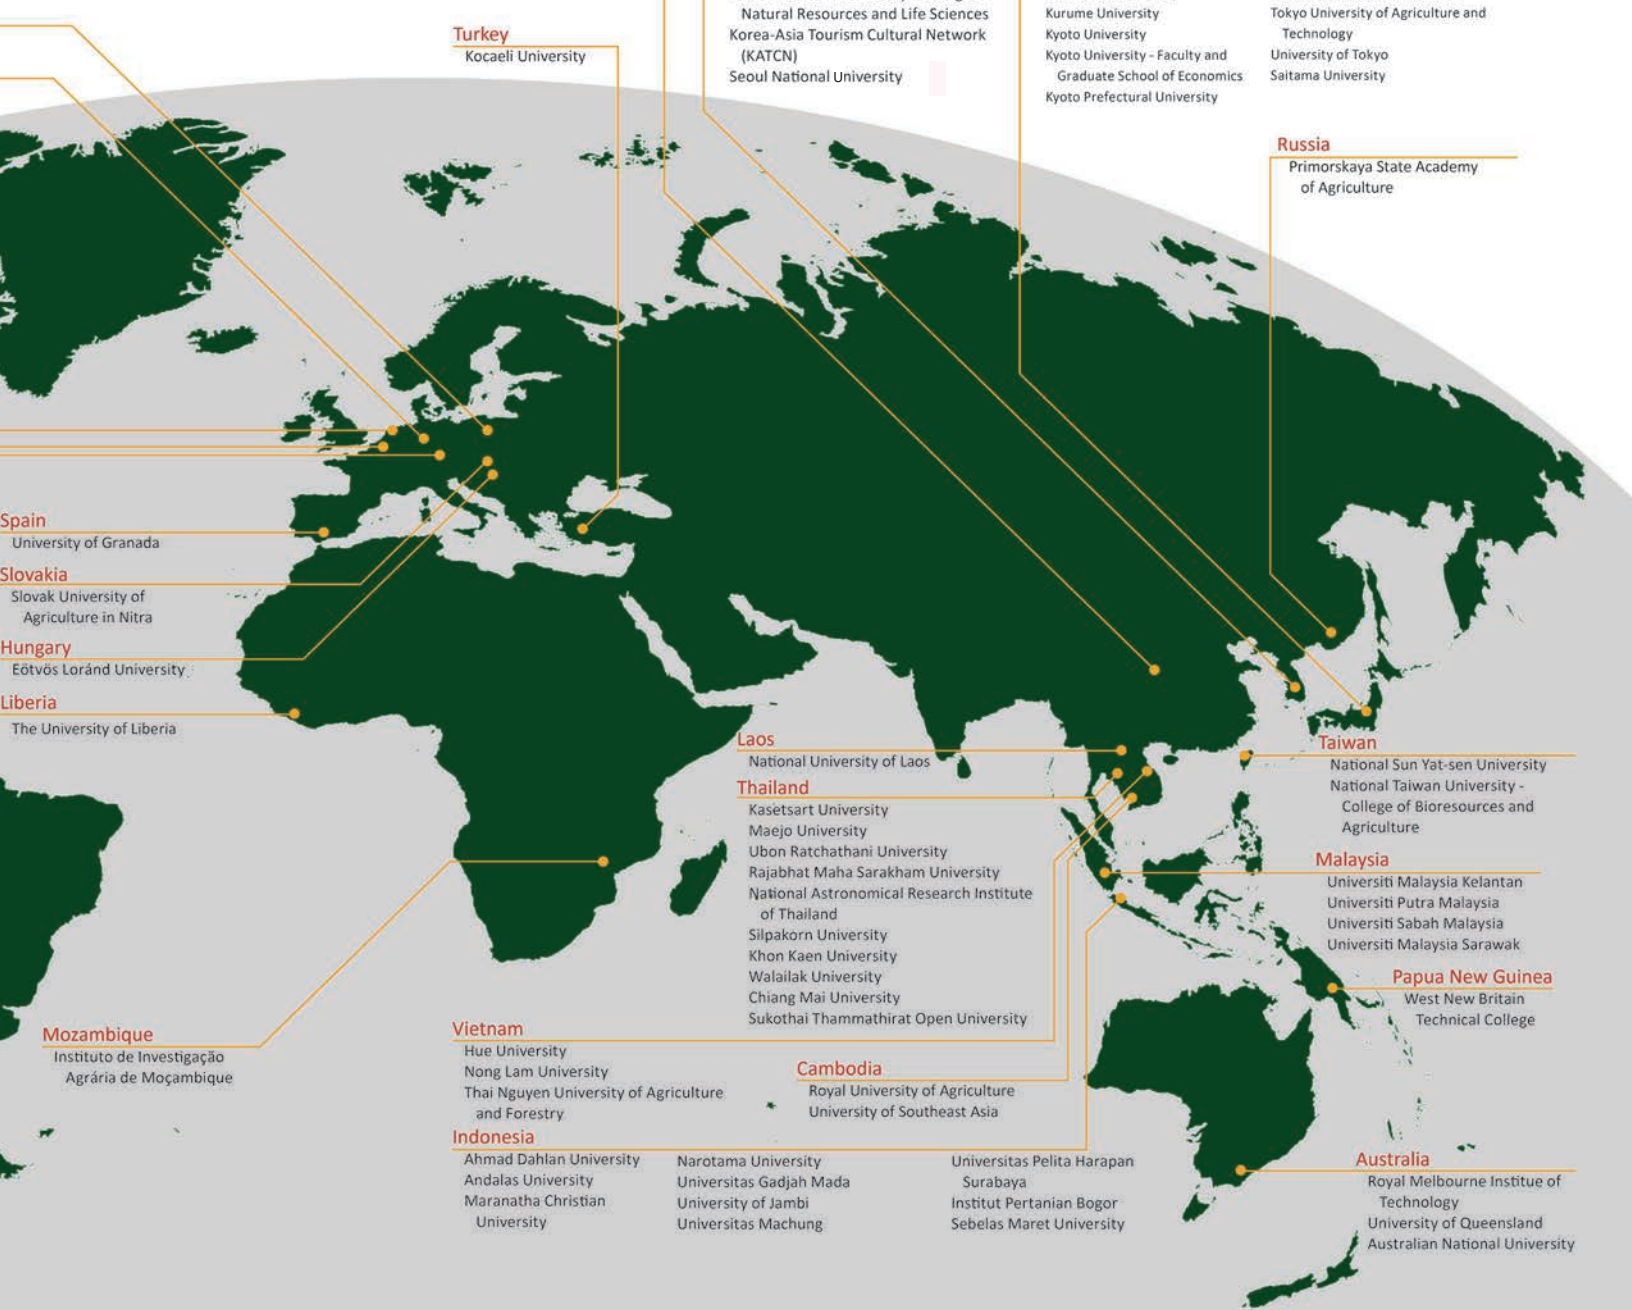 Natural Resources and Life Sciences
Korea-Asia Tourism Cultural Network
(KATCN)
Seoul National University
Kurume University
Kyoto University
Kyoto University - Faculty and
Graduate School of Economics
Kyoto Prefectural University
Tokyo University of Agriculture and
Technology
University of Tokyo
Saitama University
Turkey
Kocaeli University
Russia
Primorskaya State Academy
of Agriculture
Spain
University of Granada
Slovakia
Slovak University of
Agriculture in Nitra
Hungary
Eötvös Loránd University
Liberia
The University of Liberia
Mozambique
Instituto de Investigação
Agrária de Moçambique
Laos
National University of Laos
Thailand
Kasetsart University
Maejo University
Ubon Ratchathani University
Rajabhat Maha Sarakham University
National Astronomical Research Institute
of Thailand
Silpakorn University
Khon Kaen University
Walailak University
Chiang Mai University
Sukothai Thammathirat Open University
Vietnam
Hue University
Nong Lam University
Thai Nguyen University of Agriculture
and Forestry
Cambodia
Royal University of Agriculture
University of Southeast Asia
Indonesia
Ahmad Dahlan University
Andalas University
Maranatha Christian
University
Narotama University
Universitas Gadjah Mada
University of Jambi
Universitas Machung
Universitas Pelita Harapan
Surabaya
Institut Pertanian Bogor
Sebelas Maret University
Taiwan
National Sun Yat-sen University
National Taiwan University -
College of Bioresources and
Agriculture
Malaysia
Universiti Malaysia Kelantan
Universiti Putra Malaysia
Universiti Sabah Malaysia
Universiti Malaysia Sarawak
Papua New Guinea
West New Britain
Technical College
Australia
Royal Melbourne Institue of
Technology
University of Queensland
Australian National University